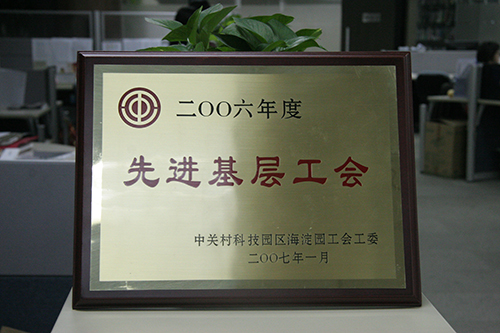 二〇〇六年度
先进基层工会
中关村科技园区海淀园工会工委
二〇〇七年一月